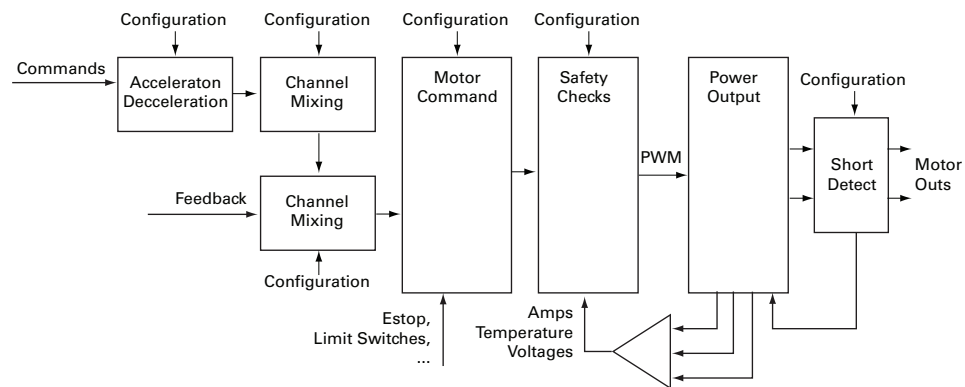 Configuration
Configuration
Configuration
Configuration
Commands
Acceleraton
Decceleration
Channel
Mixing
Motor
Command
Safety
Checks
Power
Output
Configuration
PWM
Short
Detect
Motor
Outs
Feedback
Channel
Mixing
Configuration
Estop,
Limit Switches,
...
Amps
Temperature
Voltages